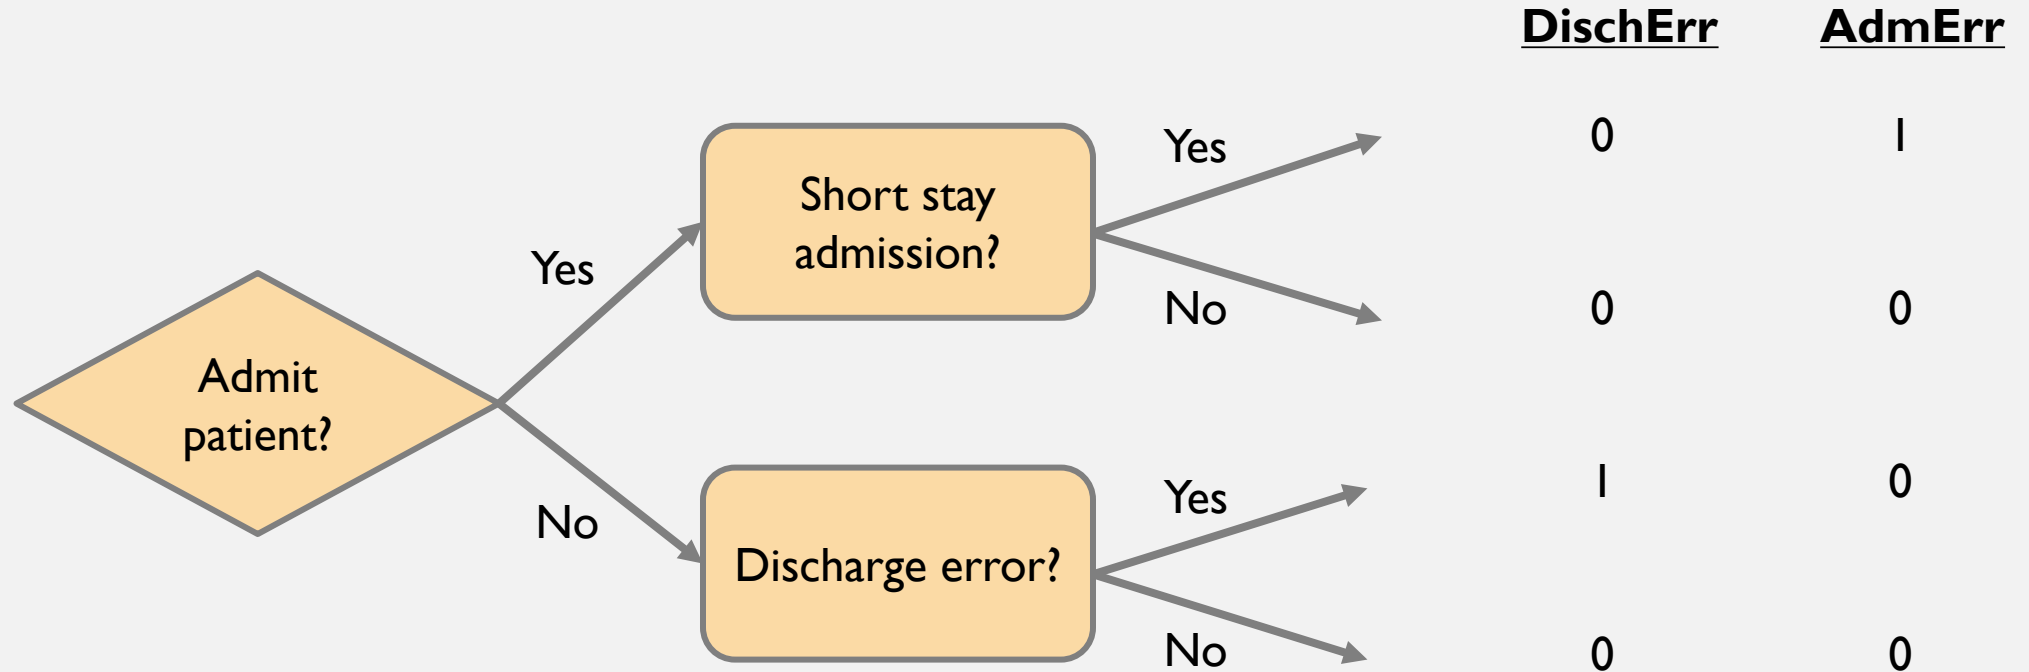 DischErr AdmErr
Yes 0 1
Short stay
admission?
Yes
No 0 0
Admit
patient?
Yes 1 0
No
Discharge error?
No 0 0